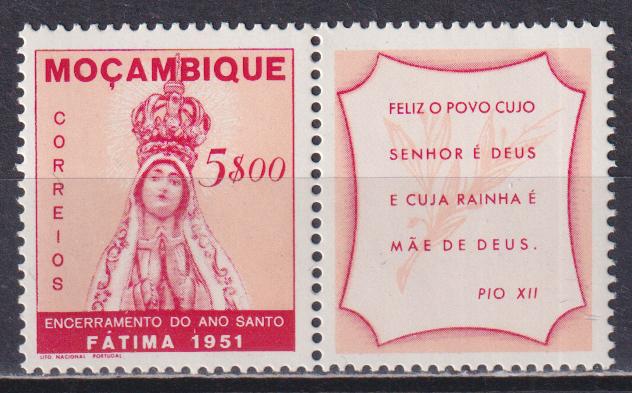 MOÇAMBIQUE
CORREIOS
5$00
ENCERRAMENTO DO ANO SANTO
FÁTIMA 1951
LITO. NACIONAL PORTUGAL
FELIZ O POVO CUJO
SENHOR É DEUS
E CUJA RAINHA É
MÃE DE DEUS.
PIO XII